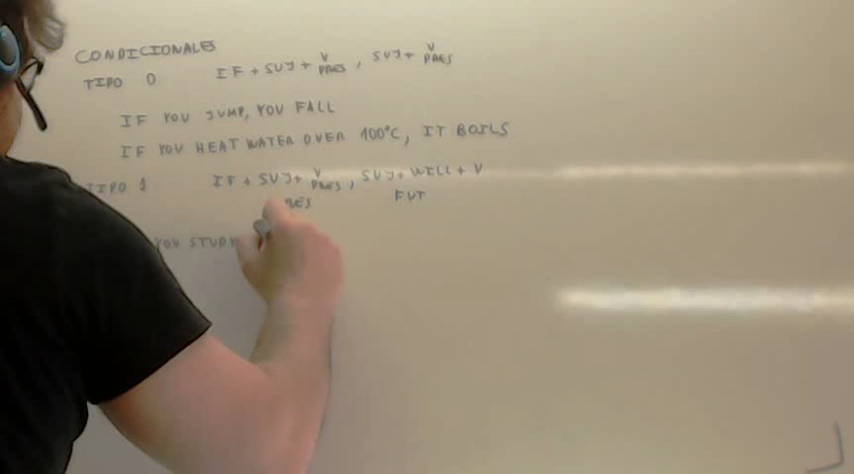 CONDICIONALES
TIPO 0 IF + SUJ + V PRES, SUJ + V PRES
IF YOU JUMP, YOU FALL
IF YOU HEAT WATER OVER 100°C, IT BOILS
TIPO 1 IF + SUJ + V PRES, SUJ + WILL + V
PRES FUT
YOU STUDY